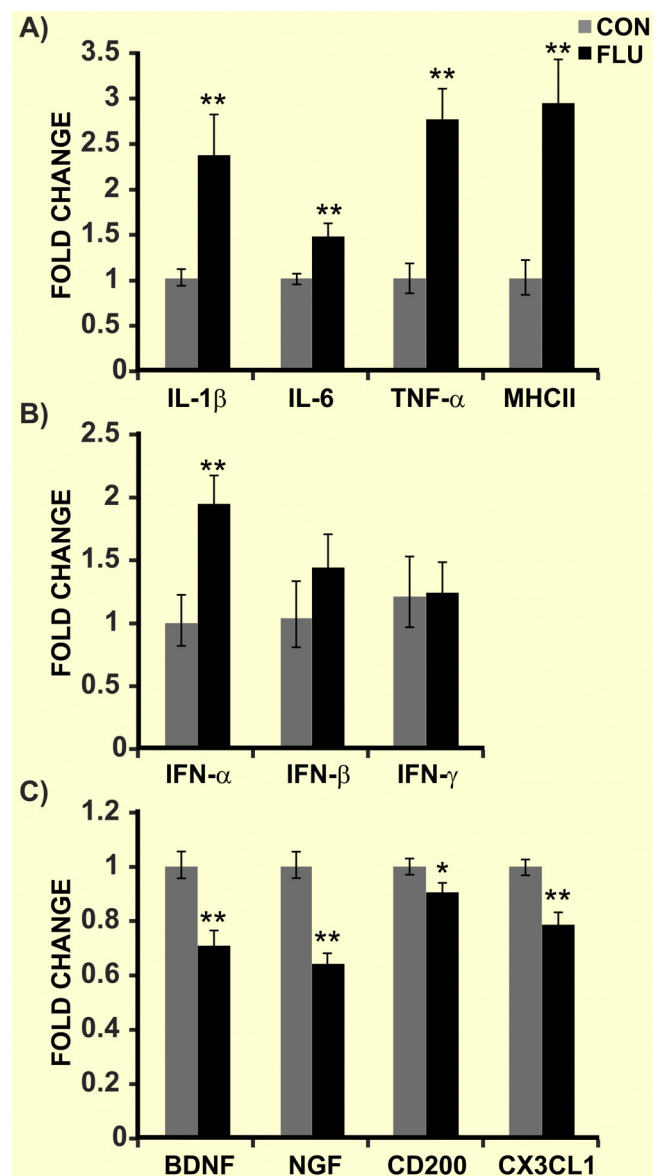 A)
CON
FLU
3.5
3
2.5
2
1.5
1
0.5
0
FOLD CHANGE
**
**
**
**
IL-1β IL-6 TNF-α MHCII
B)
2.5
2
1.5
1
0.5
0
FOLD CHANGE
**
IFN-α IFN-β IFN-γ
C)
1.2
1
0.8
0.6
0.4
0.2
0
FOLD CHANGE
**
**
*
**
BDNF NGF CD200 CX3CL1